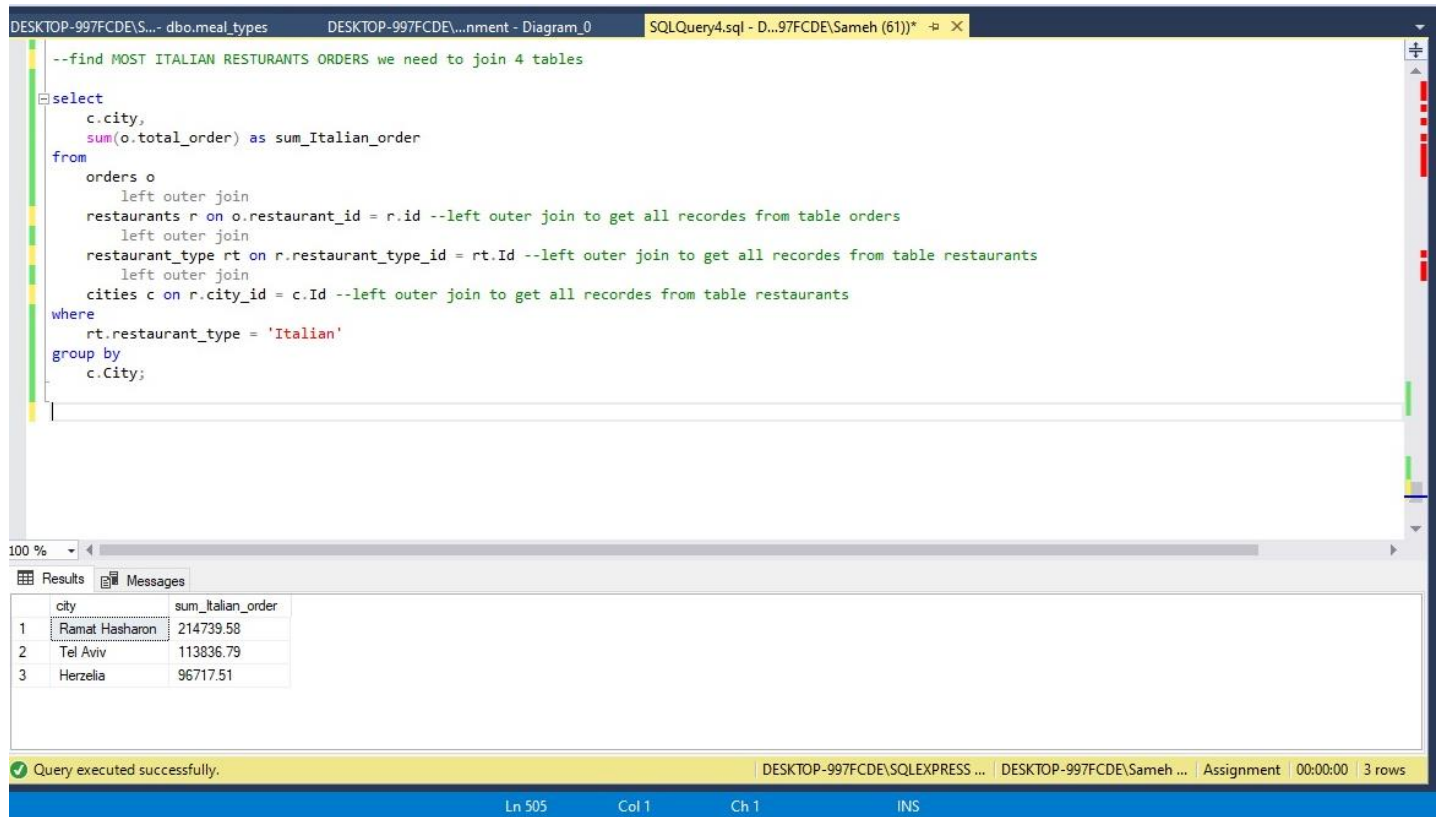 DESKTOP-997FCDE\S...- dbo.meal_types DESKTOP-997FCDE\...nment - Diagram_0 SQLQuery4.sql - D...97FCDE\Sameh (61))*
--find MOST ITALIAN RESTURANTS ORDERS we need to join 4 tables
select
c.city,
sum(o.total_order) as sum_Italian_order
from
orders o
left outer join
restaurants r on o.restaurant_id = r.id --left outer join to get all recordes from table orders
left outer join
restaurant_type rt on r.restaurant_type_id = rt.Id --left outer join to get all recordes from table restaurants
left outer join
cities c on r.city_id = c.Id --left outer join to get all recordes from table restaurants
where
rt.restaurant_type = 'Italian'
group by
c.City;
100 %
Results Messages
city sum_Italian_order
1 Ramat Hasharon 214739.58
2 Tel Aviv 113836.79
3 Herzelia 96717.51
Query executed successfully. DESKTOP-997FCDE\SQLEXPRESS ... DESKTOP-997FCDE\Sameh ... Assignment 00:00:00 3 rows
Ln 505 Col 1 Ch 1 INS